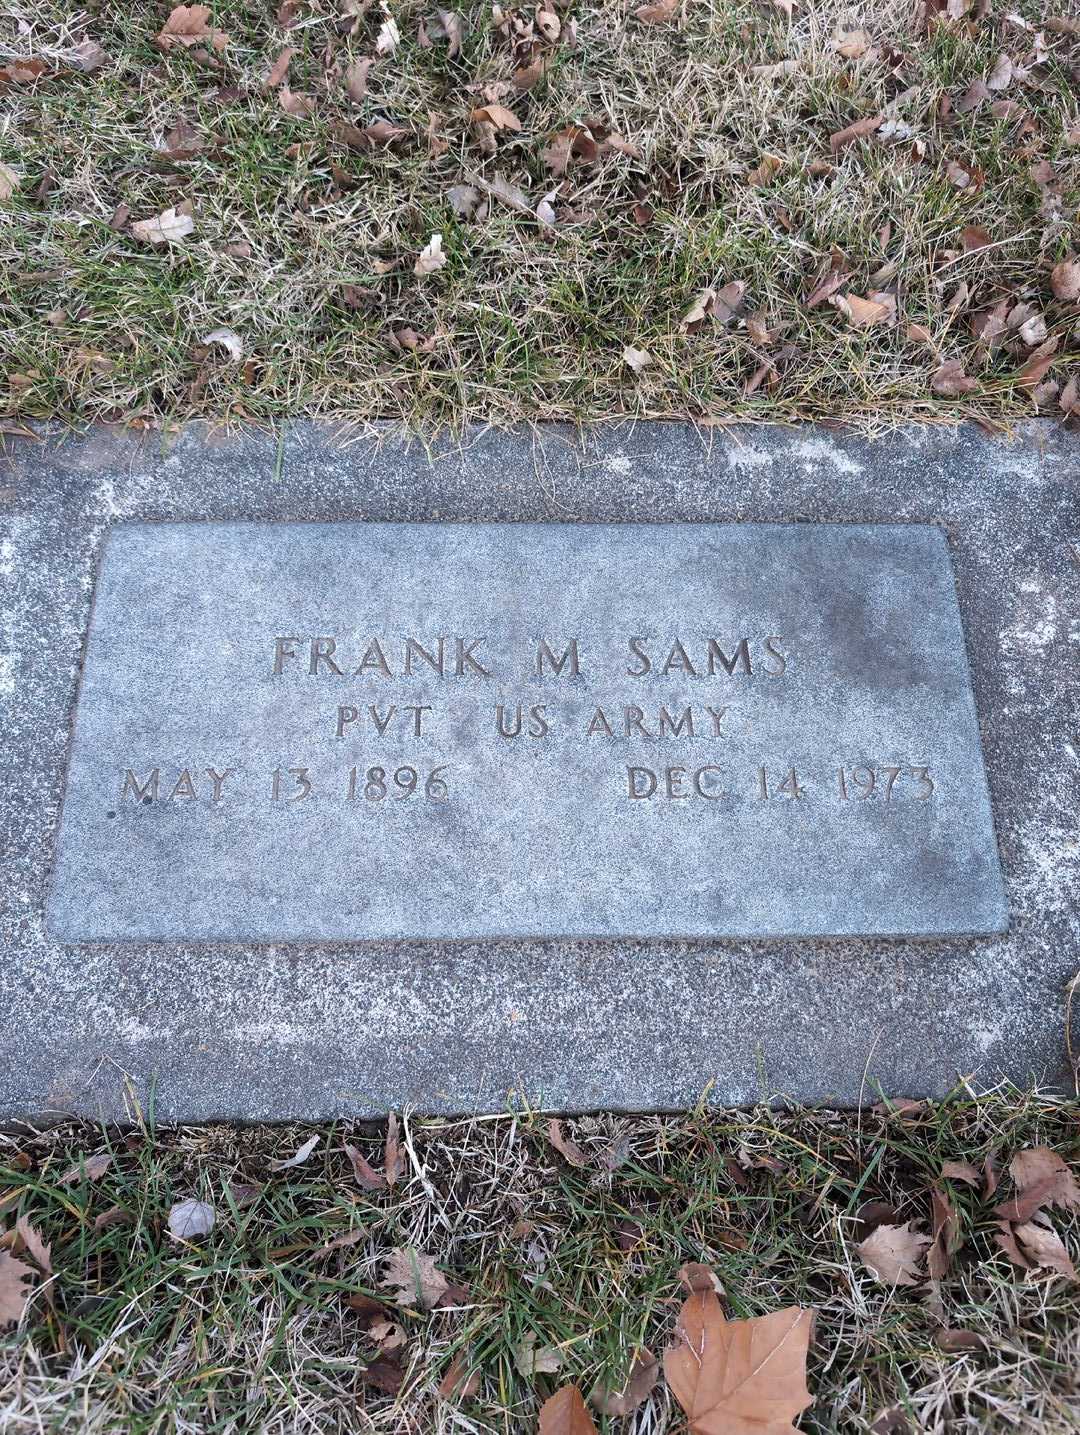 FRANK M SAMS
PVT US ARMY
MAY 13 1896 DEC 14 1973